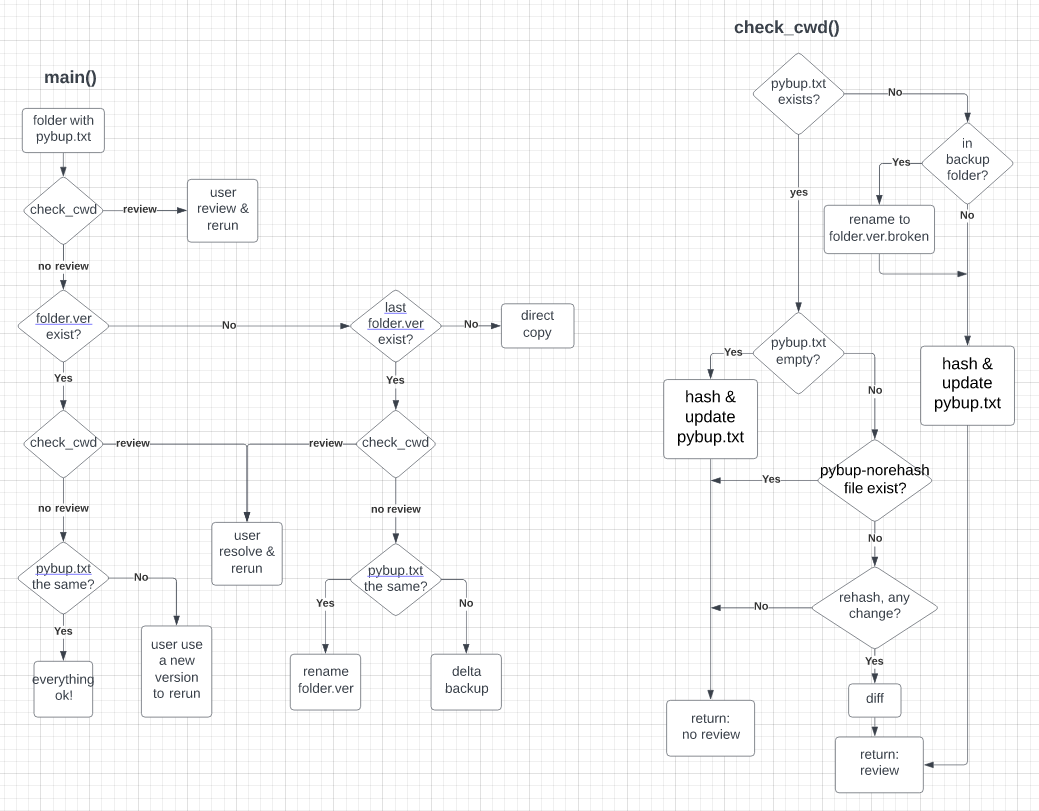 main()
folder with
pybup.txt
check_cwd
review
user
review &
rerun
no review
folder.ver
exist?
No
last
folder.ver
exist?
No
direct
copy
Yes
Yes
check_cwd
review
review
check_cwd
no review
no review
user
resolve &
rerun
pybup.txt
the same?
No
Yes
user use
a new
version
to rerun
everything
ok!
pybup.txt
the same?
Yes
No
rename
folder.ver
delta
backup
check_cwd()
pybup.txt
exists?
No
in
backup
folder?
Yes
rename to
folder.ver.broken
No
yes
pybup.txt
empty?
Yes
No
hash &
update
pybup.txt
hash &
update
pybup.txt
pybup-norehash
file exist?
Yes
No
rehash, any
change?
No
Yes
diff
return:
no review
return:
review